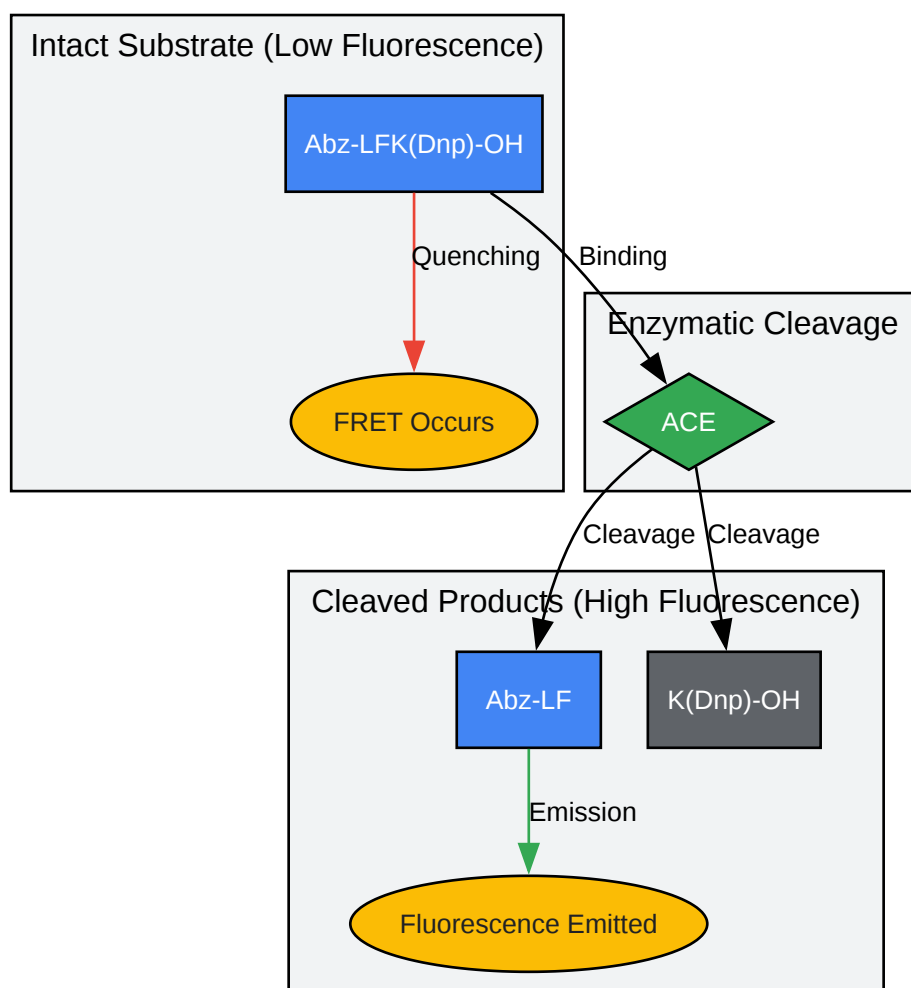 Intact Substrate (Low Fluorescence)
Abz-LFK(Dnp)-OH
Quenching
Binding
FRET Occurs
Enzymatic Cleavage
ACE
Cleavage
Cleavage
Cleaved Products (High Fluorescence)
Abz-LF
K(Dnp)-OH
Emission
Fluorescence Emitted